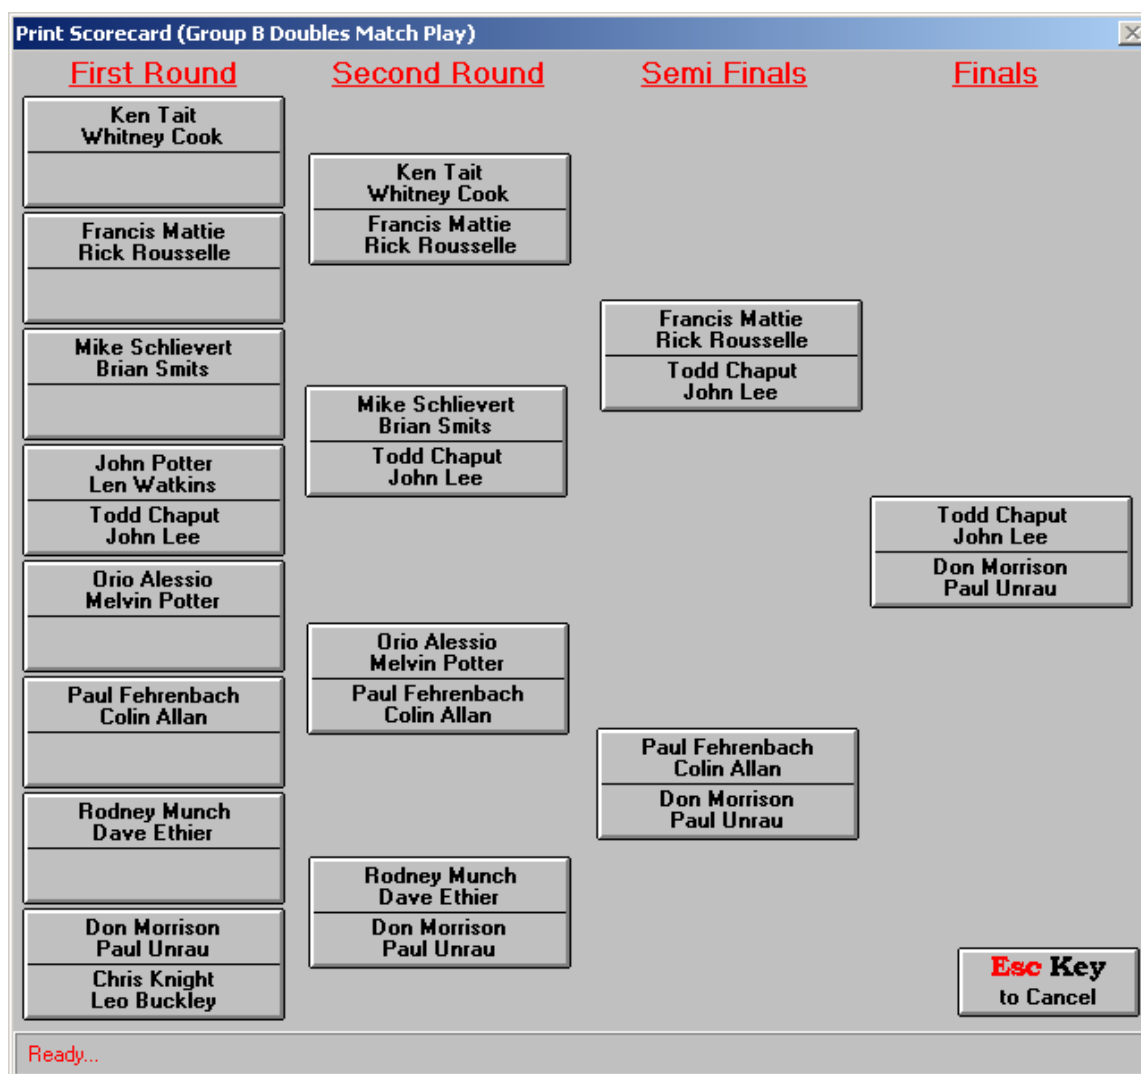 Print Scorecard (Group B Doubles Match Play)
First Round
Ken Tait
Whitney Cook
Francis Mattie
Rick Rousselle
Mike Schlievert
Brian Smits
John Potter
Len Watkins
Todd Chaput
John Lee
Orio Alessio
Melvin Potter
Paul Fehrenbach
Colin Allan
Rodney Munch
Dave Ethier
Don Morrison
Paul Unrau
Chris Knight
Leo Buckley
Second Round
Ken Tait
Whitney Cook
Francis Mattie
Rick Rousselle
Mike Schlievert
Brian Smits
Todd Chaput
John Lee
Orio Alessio
Melvin Potter
Paul Fehrenbach
Colin Allan
Rodney Munch
Dave Ethier
Don Morrison
Paul Unrau
Semi Finals
Francis Mattie
Rick Rousselle
Todd Chaput
John Lee
Paul Fehrenbach
Colin Allan
Don Morrison
Paul Unrau
Finals
Todd Chaput
John Lee
Don Morrison
Paul Unrau
Esc Key
to Cancel
Ready...